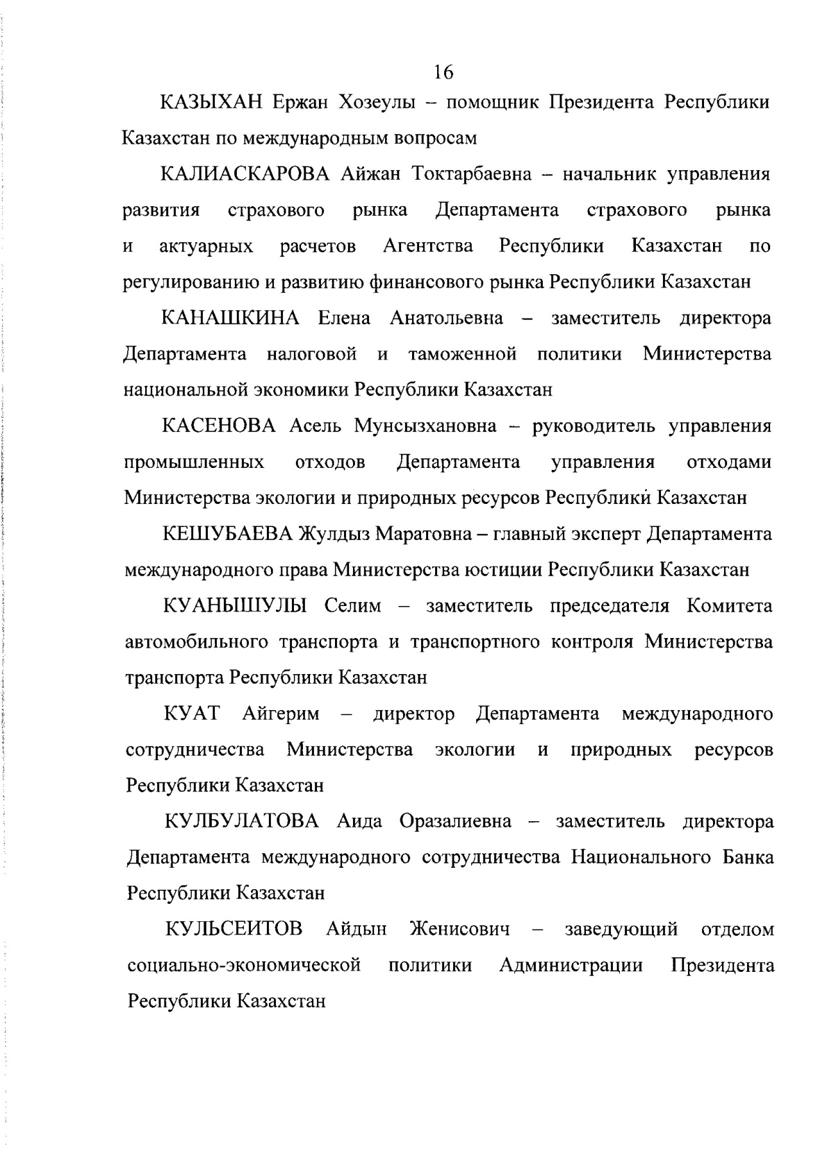 16
КАЗЫХАН Ержан Хозеулы – помощник Президента Республики
Казахстан по международным вопросам
КАЛИАСКАРОВА Айжан Токтарбаевна – начальник управления
развития страхового рынка Департамента страхового рынка
и актуарных расчетов Агентства Республики Казахстан по
регулированию и развитию финансового рынка Республики Казахстан
КАНАШКИНА Елена Анатольевна – заместитель директора
Департамента налоговой и таможенной политики Министерства
национальной экономики Республики Казахстан
КАСЕНОВА Асель Мунсызхановна – руководитель управления
промышленных отходов Департамента управления отходами
Министерства экологии и природных ресурсов Республики Казахстан
КЕШУБАЕВА Жулдыз Маратовна – главный эксперт Департамента
международного права Министерства юстиции Республики Казахстан
КУАНЫШУЛЫ Селим – заместитель председателя Комитета
автомобильного транспорта и транспортного контроля Министерства
транспорта Республики Казахстан
КУАТ Айгерим – директор Департамента международного
сотрудничества Министерства экологии и природных ресурсов
Республики Казахстан
КУЛБУЛАТОВА Аида Оразалиевна – заместитель директора
Департамента международного сотрудничества Национального Банка
Республики Казахстан
КУЛЬСЕИТОВ Айдын Женисович – заведующий отделом
социально-экономической политики Администрации Президента
Республики Казахстан